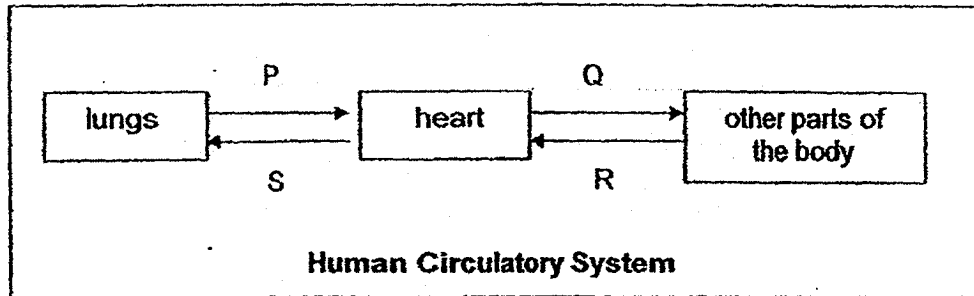 P Q
lungs heart other parts of
the body
S R
Human Circulatory System